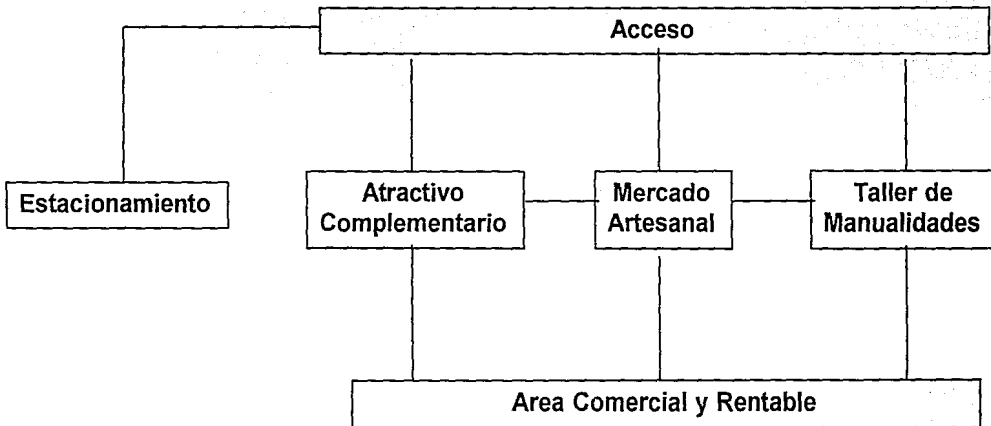 Acceso
Estacionamiento
Atractivo
Complementario
Mercado
Artesanal
Taller de
Manualidades
Area Comercial y Rentable